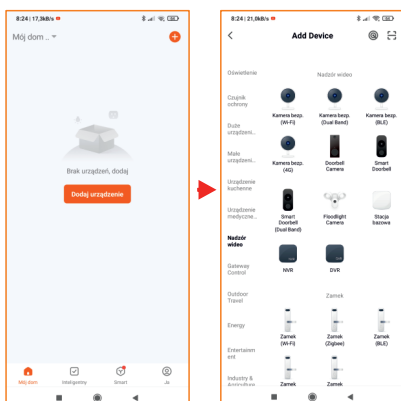 8:24 | 17,3kB/s
Mój dom ..
Brak urządzeń, dodaj
Dodaj urządzenie
Mój dom
Inteligentny
Smart
Ja
8:24 | 21,0kB/s
Add Device
Oświetlenie
Czujnik
ochrony
Duże
urządzeni...
Małe
urządzeni...
Urządzenie
kuchenne
Urządzenie
medyczne...
Nadzór
wideo
Gateway
Control
Outdoor
Travel
Energy
Entertainm
ent
Industry &
Agriculture
Nadzór wideo
Kamera bezp.
(Wi-Fi)
Kamera bezp.
(Dual Band)
Kamera bezp.
(BLE)
Kamera bezp.
(4G)
Doorbell
Camera
Smart
Doorbell
Smart
Doorbell
(Dual Band)
Floodlight
Camera
Stacja
bazowa
NVR
DVR
Zamek
Zamek
(Wi-Fi)
Zamek
(Zigbee)
Zamek
(BLE)
Zamek
Zamek